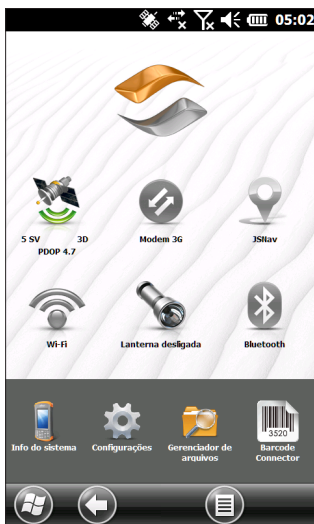 05:02
5 SV 3D
PDOP 4.7
Modem 3G
JSNav
Wi-Fi
Lanterna desligada
Bluetooth
Info do sistema
Configurações
Gerenciador de
arquivos
3520
Barcode
Connector